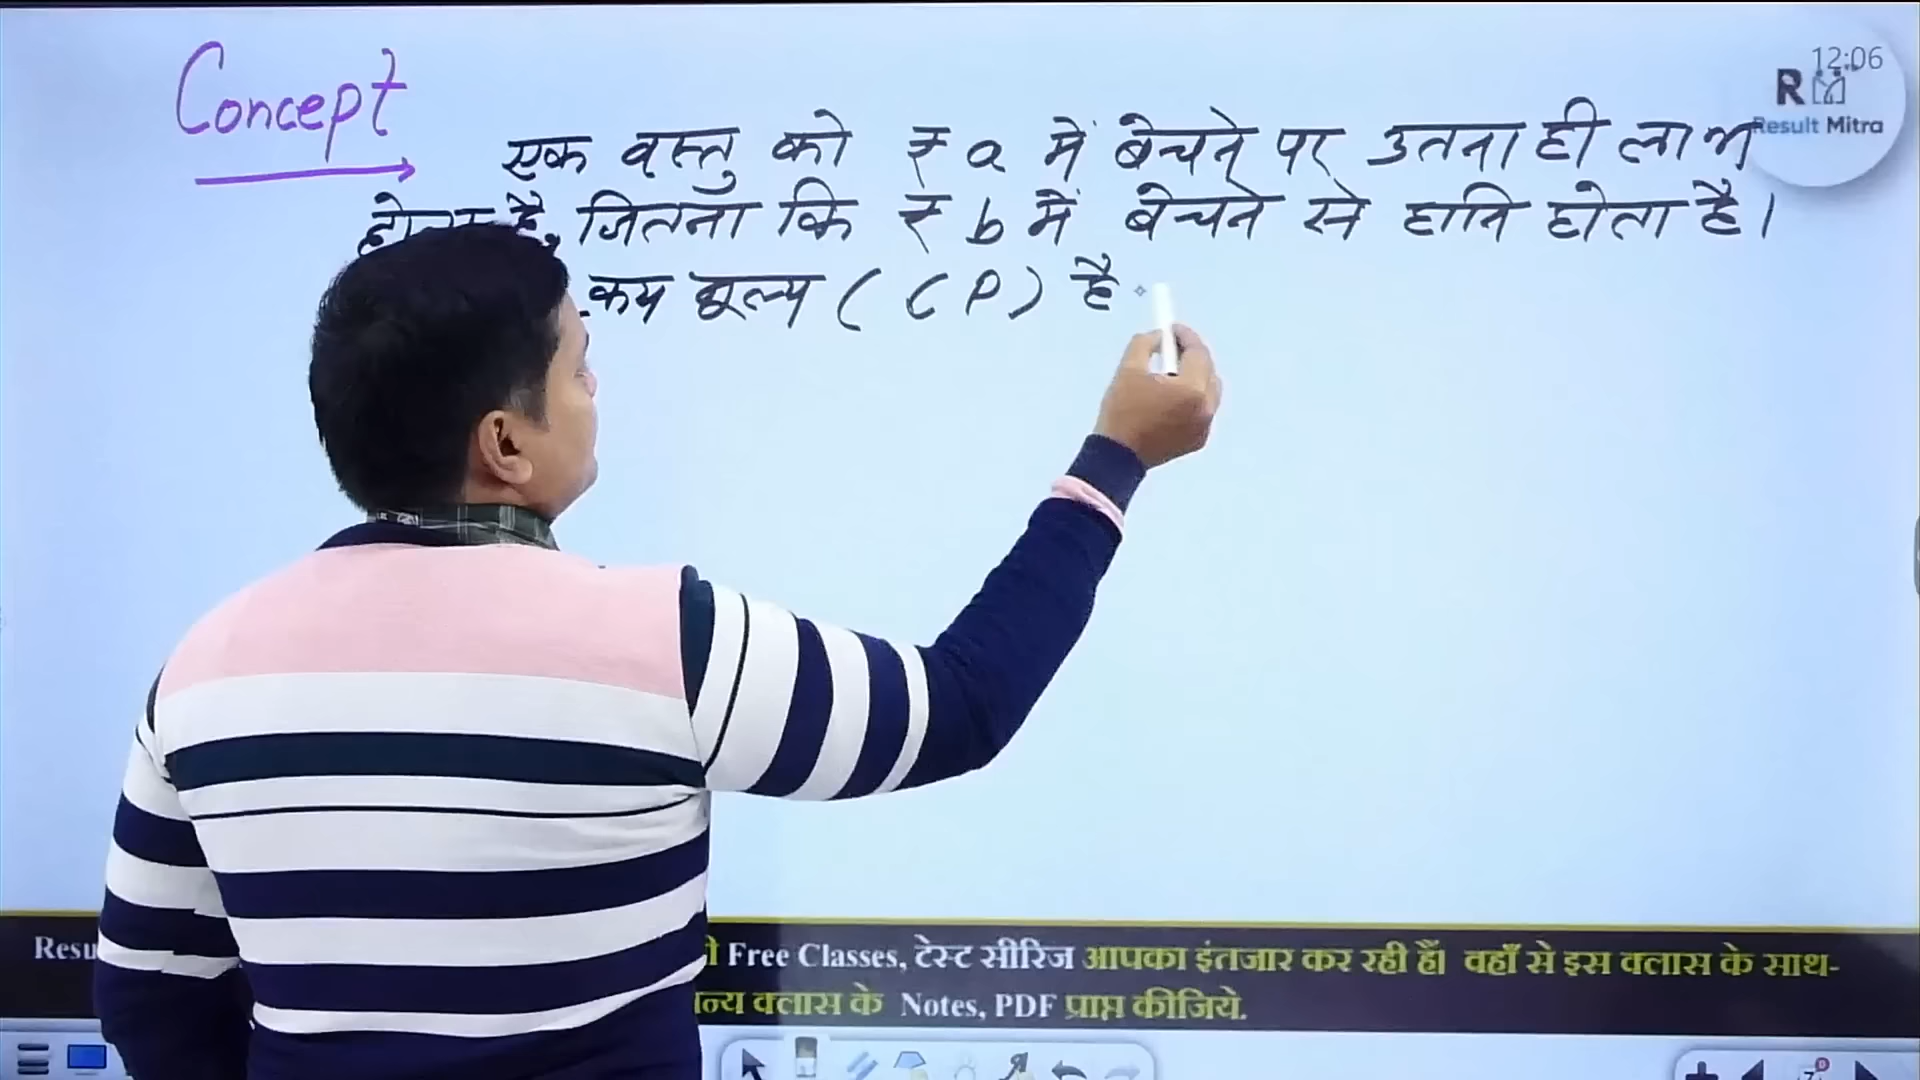 12:06
Result Mitra
Concept
एक वस्तु को ₹ a में बेचने पर उतना ही लाभ
है, जितना कि ₹ b में बेचने से हानि होता है।
क्रय मूल्य ( CP) है
Free Classes, टेस्ट सीरिज आपका इंतजार कर रही हैं। वहाँ से इस क्लास के साथ-
क्लास के Notes, PDF प्राप्त कीजिये.